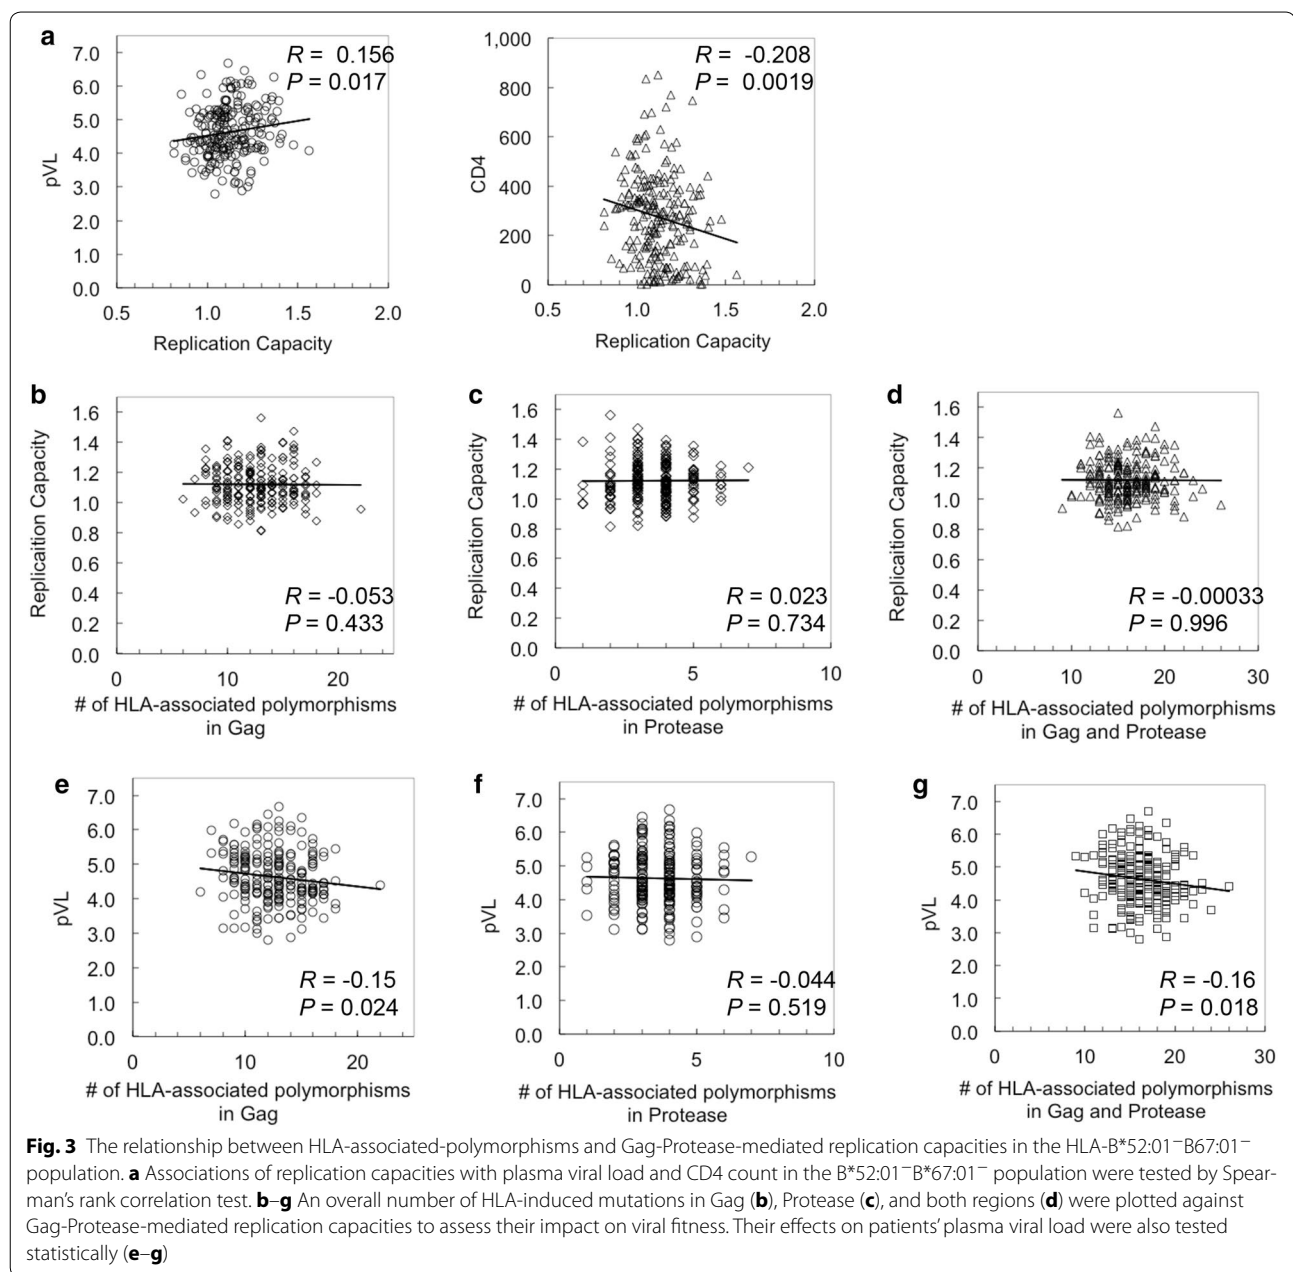 a
7.0
6.0
5.0
4.0
3.0
2.0
1.0
0.0
pVL
R = 0.156
P = 0.017
0.5 1.0 1.5 2.0
Replication Capacity
1,000
800
600
400
200
0
CD4
R = -0.208
P = 0.0019
0.5 1.0 1.5 2.0
Replication Capacity
b
1.6
1.4
1.2
1.0
0.8
0.6
0.4
0.2
0.0
Replication Capacity
R = -0.053
P = 0.433
0 10 20
# of HLA-associated polymorphisms
in Gag
c
1.6
1.4
1.2
1.0
0.8
0.6
0.4
0.2
0.0
Replication Capacity
R = 0.023
P = 0.734
0 5 10
# of HLA-associated polymorphisms
in Protease
d
1.6
1.4
1.2
1.0
0.8
0.6
0.4
0.2
0.0
Replicaition Capacity
R = -0.00033
P = 0.996
0 10 20 30
# of HLA-associated polymorphisms
in Gag and Protease
e
7.0
6.0
5.0
4.0
3.0
2.0
1.0
0.0
pVL
R = -0.15
P = 0.024
0 10 20
# of HLA-associated polymorphisms
in Gag
f
7.0
6.0
5.0
4.0
3.0
2.0
1.0
0.0
pVL
R = -0.044
P = 0.519
0 5 10
# of HLA-associated polymorphisms
in Protease
g
7.0
6.0
5.0
4.0
3.0
2.0
1.0
0.0
pVL
R = -0.16
P = 0.018
0 10 20 30
# of HLA-associated polymorphisms
in Gag and Protease
Fig. 3 The relationship between HLA-associated-polymorphisms and Gag-Protease-mediated replication capacities in the HLA-B*52:01⁻B67:01⁻
population. a Associations of replication capacities with plasma viral load and CD4 count in the B*52:01⁻B*67:01⁻ population were tested by Spear-
man's rank correlation test. b–g An overall number of HLA-induced mutations in Gag (b), Protease (c), and both regions (d) were plotted against
Gag-Protease-mediated replication capacities to assess their impact on viral fitness. Their effects on patients' plasma viral load were also tested
statistically (e–g)